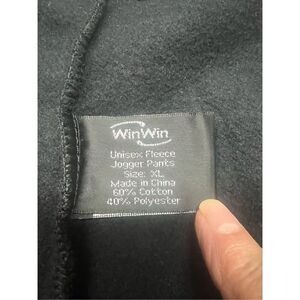 WinWin
Unisex Fleece
Jogger Pants
Size: XL
Made in China
60% Cotton
40% Polyester